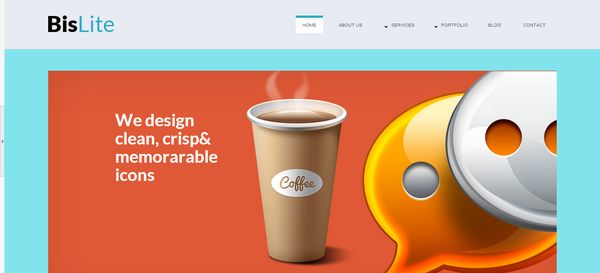 BisLite
HOME ABOUT US SERVICES PORTFOLIO BLOG CONTACT
We design
clean, crisp&
memorarable
icons
Coffee